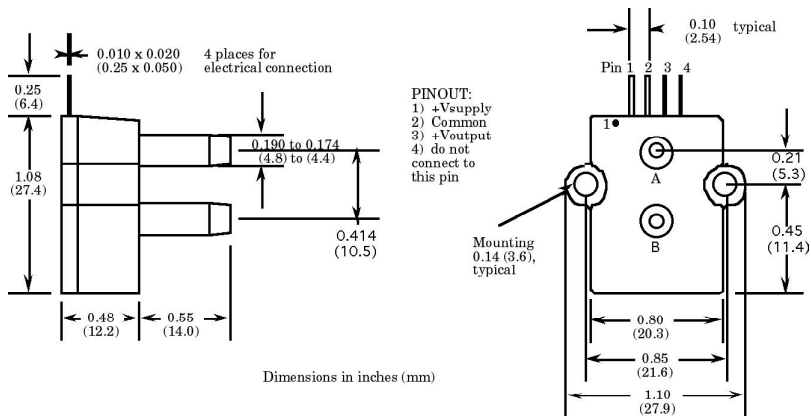 0.010 x 0.020
(0.25 x 0.050)
4 places for
electrical connection
0.25
(6.4)
1.08
(27.4)
0.190 to 0.174
(4.8) to (4.4)
0.414
(10.5)
0.48
(12.2)
0.55
(14.0)
PINOUT:
1) +Vsupply
2) Common
3) +Voutput
4) do not
connect to
this pin
0.10
(2.54)
typical
Pin 1 2 3 4
1
A
B
0.21
(5.3)
0.45
(11.4)
Mounting
0.14 (3.6),
typical
0.80
(20.3)
0.85
(21.6)
1.10
(27.9)
Dimensions in inches (mm)